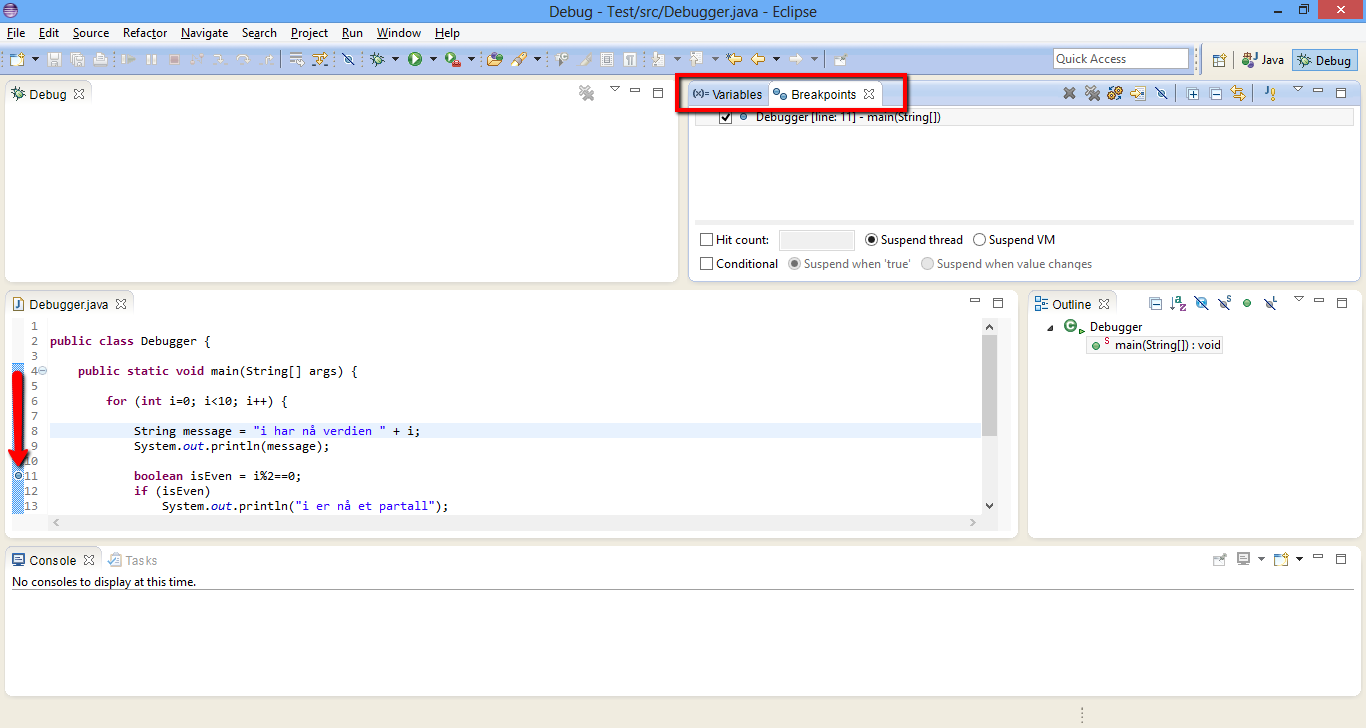 Debug - Test/src/Debugger.java - Eclipse
File Edit Source Refactor Navigate Search Project Run Window Help
Quick Access
Java
Debug
Debug
(x)= Variables
Breakpoints
Debugger [line: 11] - main(String[])
Hit count:
Suspend thread
Suspend VM
Conditional
Suspend when 'true'
Suspend when value changes
Debugger.java
1
2 public class Debugger {
3
4 public static void main(String[] args) {
5
6 for (int i=0; i<10; i++) {
7
8 String message = "i har nå verdien " + i;
9 System.out.println(message);
10
11 boolean isEven = i%2==0;
12 if (isEven)
13 System.out.println("i er nå et partall");
Outline
Debugger
main(String[]) : void
Console
Tasks
No consoles to display at this time.